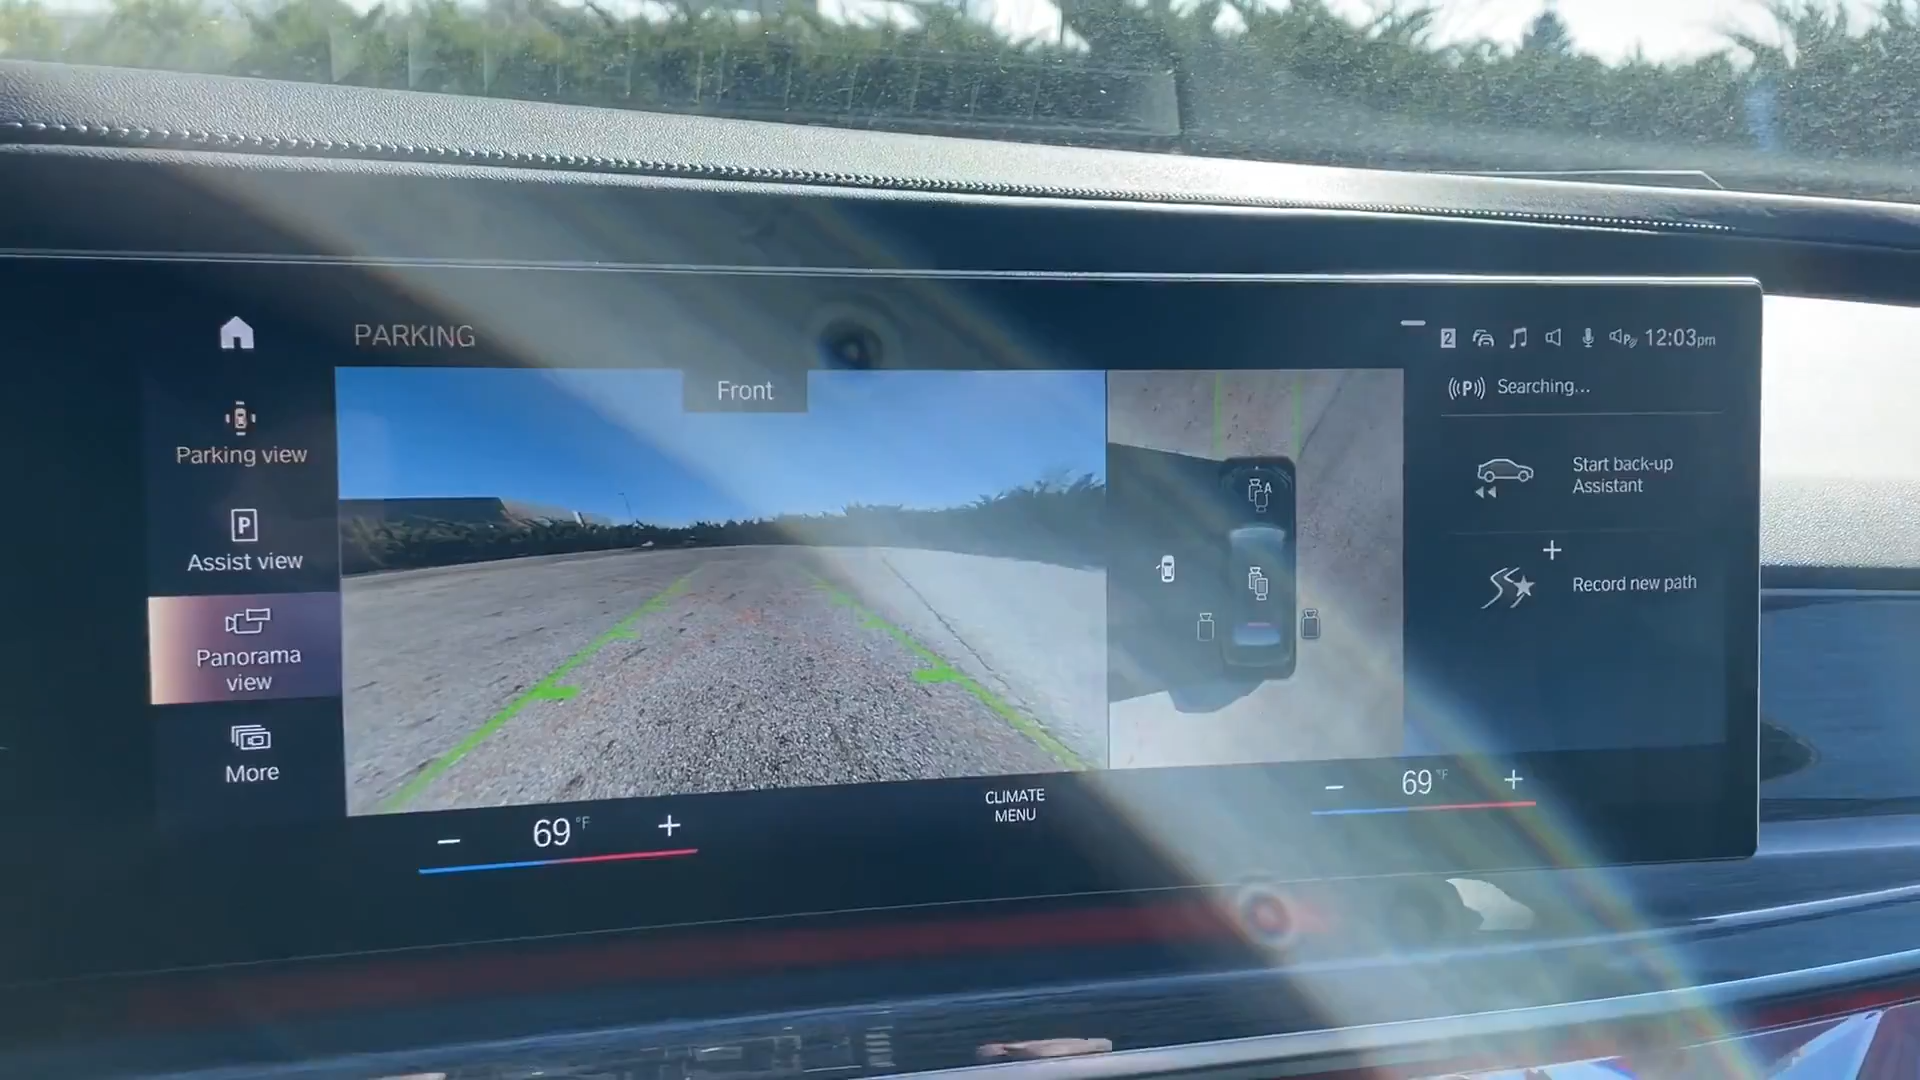 PARKING
2
12:03pm
Front
Parking view
P
Assist view
Panorama
view
More
A
((P)) Searching...
Start back-up
Assistant
Record new path
69°F
CLIMATE
MENU
69°F